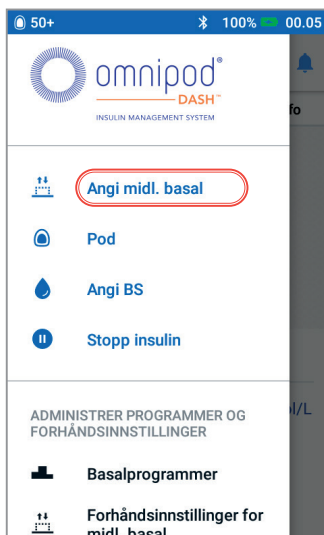 50+ 100% 00.05
omnipod®
DASH™
INSULIN MANAGEMENT SYSTEM
fo
Angi midl. basal
Pod
Angi BS
Stopp insulin
ol/L
ADMINISTRER PROGRAMMER OG
FORHÅNDSINNSTILLINGER
Basalprogrammer
Forhåndsinnstillinger for
midl. basal